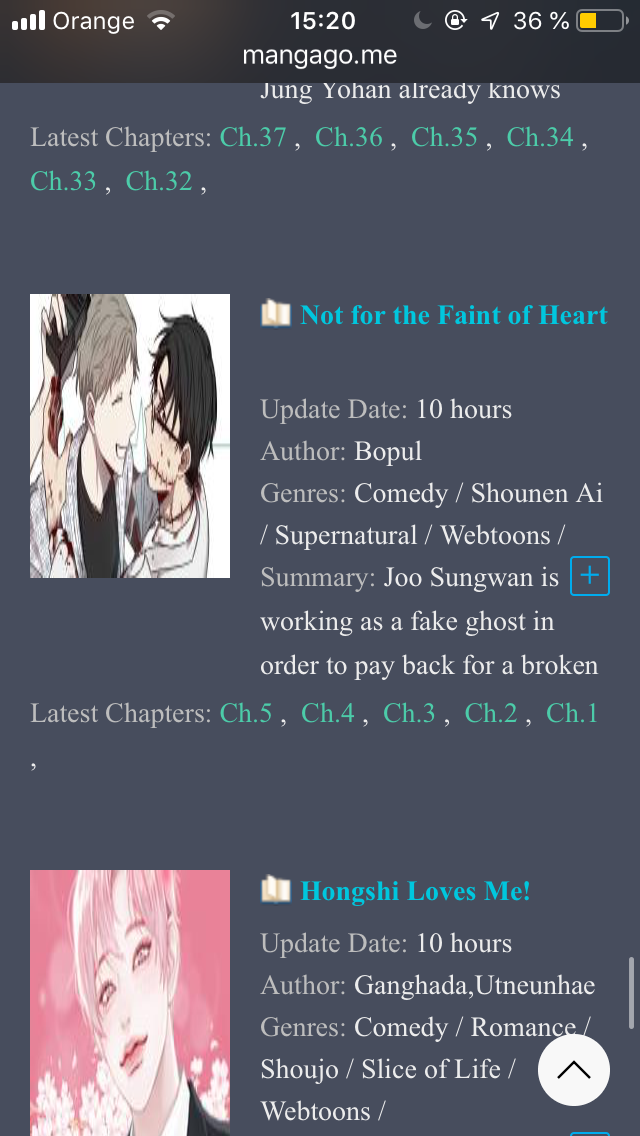 Orange 15:20 36 %
mangago.me
Jung Yohan already knows
Latest Chapters: Ch.37 , Ch.36 , Ch.35 , Ch.34 ,
Ch.33 , Ch.32 ,
Not for the Faint of Heart
Update Date: 10 hours
Author: Bopul
Genres: Comedy / Shounen Ai
/ Supernatural / Webtoons /
Summary: Joo Sungwan is
working as a fake ghost in
order to pay back for a broken
Latest Chapters: Ch.5 , Ch.4 , Ch.3 , Ch.2 , Ch.1
,
Hongshi Loves Me!
Update Date: 10 hours
Author: Ganghada,Utneunhae
Genres: Comedy / Romance /
Shoujo / Slice of Life /
Webtoons /